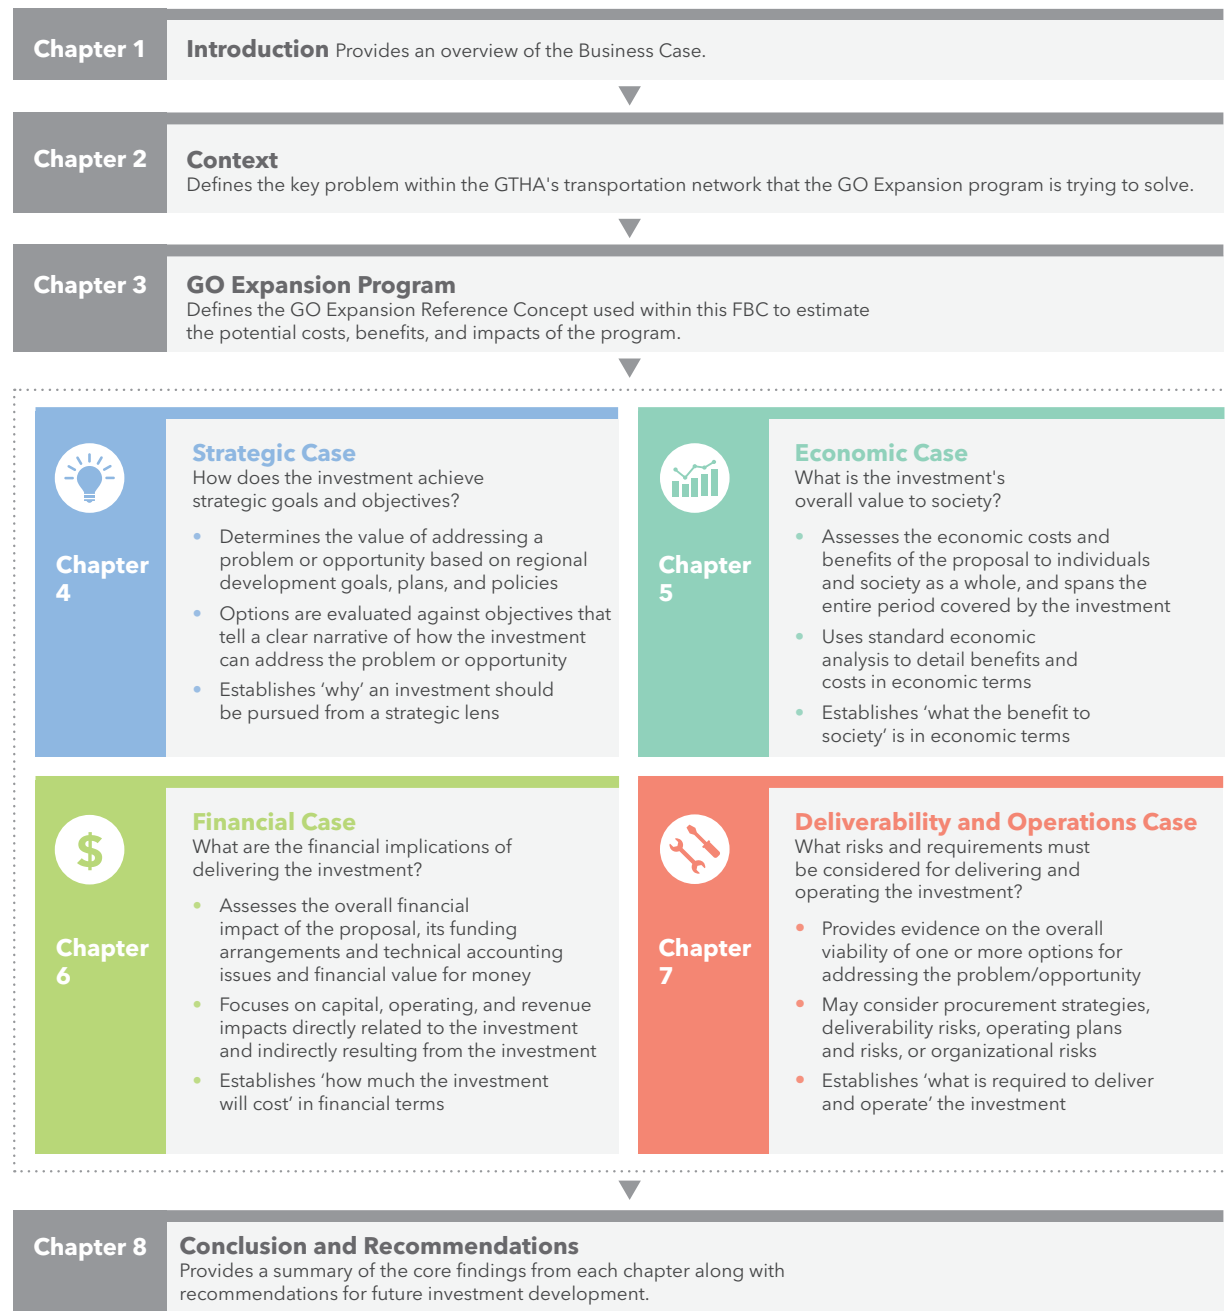 Chapter 1
Introduction Provides an overview of the Business Case.
Chapter 2
Context
Defines the key problem within the GTHA's transportation network that the GO Expansion program is trying to solve.
Chapter 3
GO Expansion Program
Defines the GO Expansion Reference Concept used within this FBC to estimate
the potential costs, benefits, and impacts of the program.
Chapter
4
Strategic Case
How does the investment achieve
strategic goals and objectives?
• Determines the value of addressing a
problem or opportunity based on regional
development goals, plans, and policies
• Options are evaluated against objectives that
tell a clear narrative of how the investment
can address the problem or opportunity
• Establishes ‘why’ an investment should
be pursued from a strategic lens
Chapter
5
Economic Case
What is the investment's
overall value to society?
• Assesses the economic costs and
benefits of the proposal to individuals
and society as a whole, and spans the
entire period covered by the investment
• Uses standard economic
analysis to detail benefits and
costs in economic terms
• Establishes ‘what the benefit to
society’ is in economic terms
$
Chapter
6
Financial Case
What are the financial implications of
delivering the investment?
• Assesses the overall financial
impact of the proposal, its funding
arrangements and technical accounting
issues and financial value for money
• Focuses on capital, operating, and revenue
impacts directly related to the investment
and indirectly resulting from the investment
• Establishes ‘how much the investment
will cost’ in financial terms
Chapter
7
Deliverability and Operations Case
What risks and requirements must
be considered for delivering and
operating the investment?
• Provides evidence on the overall
viability of one or more options for
addressing the problem/opportunity
• May consider procurement strategies,
deliverability risks, operating plans
and risks, or organizational risks
• Establishes ‘what is required to deliver
and operate’ the investment
Chapter 8
Conclusion and Recommendations
Provides a summary of the core findings from each chapter along with
recommendations for future investment development.